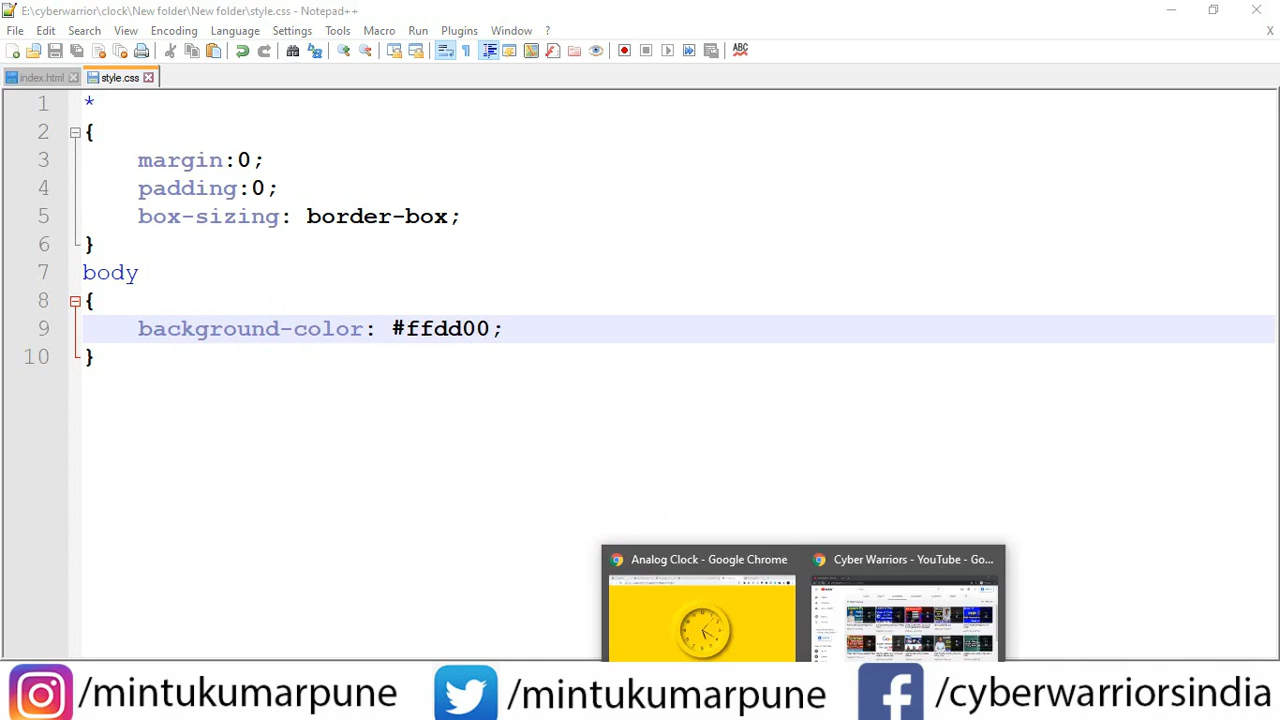 E:\cyberwarrior\clock\New folder\New folder\style.css - Notepad++
File Edit Search View Encoding Language Settings Tools Macro Run Plugins Window ? X
ABC
index.html style.css
1 *
2 {
3 margin:0;
4 padding:0;
5 box-sizing: border-box;
6 }
7 body
8 {
9 background-color: #ffdd00;
10 }
Analog Clock - Google Chrome
Cyber Warriors - YouTube - Go...
/mintukumarpune /mintukumarpune /cyberwarriorsindia